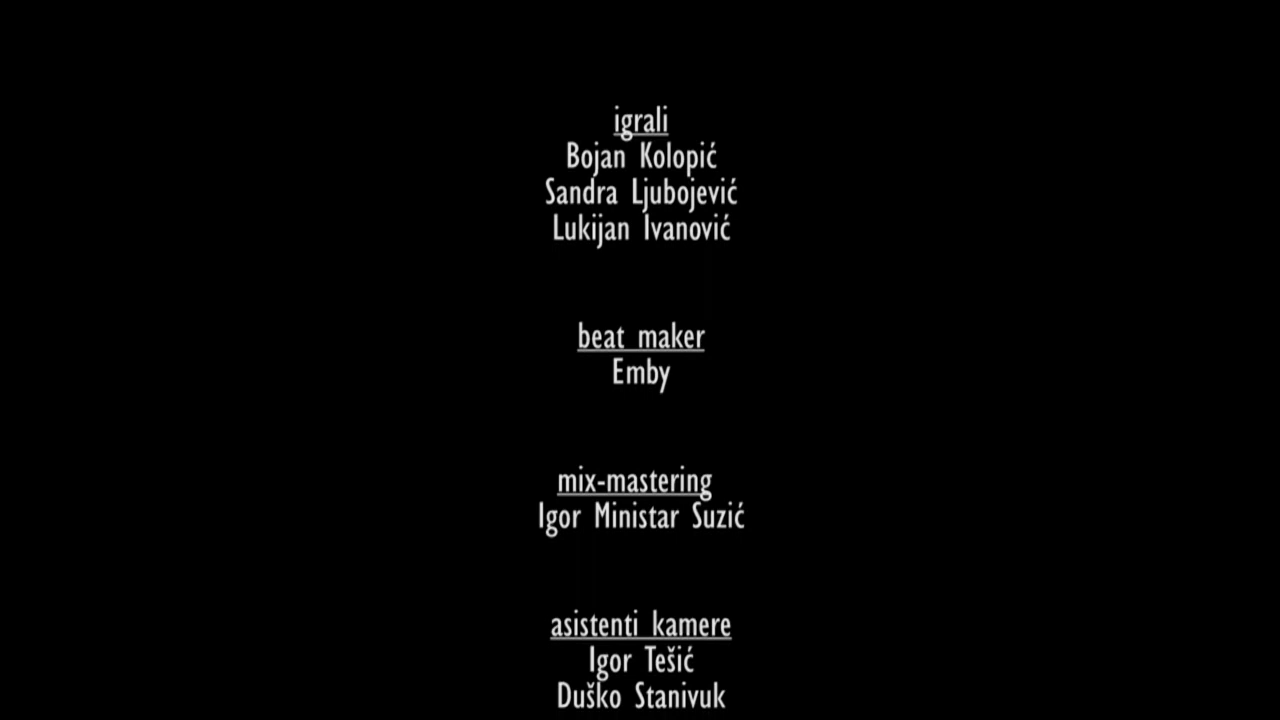 igrali
Bojan Kolopić
Sandra Ljubojević
Lukijan Ivanović
beat maker
Emby
mix-mastering
Igor Ministar Suzić
asistenti kamere
Igor Tešić
Duško Stanivuk